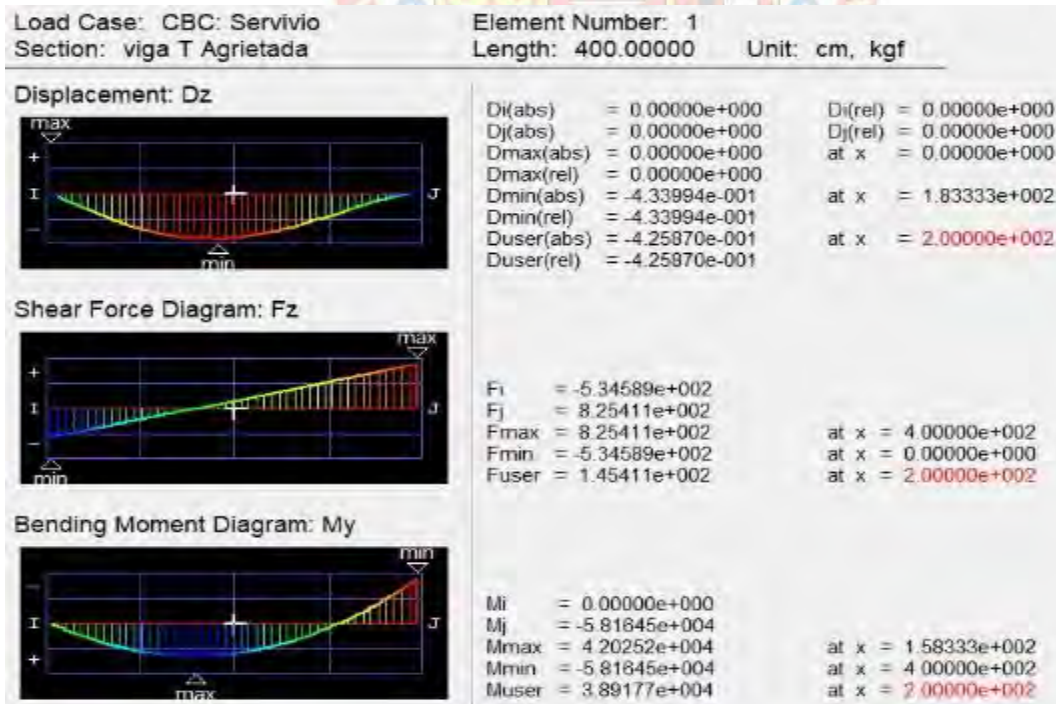 Load Case: CBC: Servivio
Element Number: 1
Section: viga T Agrietada
Length: 400.00000 Unit: cm, kgf
Displacement: Dz
max
+
I
J
-
min
Di(abs) = 0.00000e+000 Di(rel) = 0.00000e+000
Dj(abs) = 0.00000e+000 Dj(rel) = 0.00000e+000
Dmax(abs) = 0.00000e+000 at x = 0.00000e+000
Dmax(rel) = 0.00000e+000
Dmin(abs) = -4.33994e-001 at x = 1.83333e+002
Dmin(rel) = -4.33994e-001
Duser(abs) = -4.25870e-001 at x = 2.00000e+002
Duser(rel) = -4.25870e-001
Shear Force Diagram: Fz
max
+
I
J
-
min
Fi = -5.34589e+002
Fj = 8.25411e+002
Fmax = 8.25411e+002 at x = 4.00000e+002
Fmin = -5.34589e+002 at x = 0.00000e+000
Fuser = 1.45411e+002 at x = 2.00000e+002
Bending Moment Diagram: My
min
-
I
J
+
max
Mi = 0.00000e+000
Mj = -5.81645e+004
Mmax = 4.20252e+004 at x = 1.58333e+002
Mmin = -5.81645e+004 at x = 4.00000e+002
Muser = 3.89177e+004 at x = 2.00000e+002